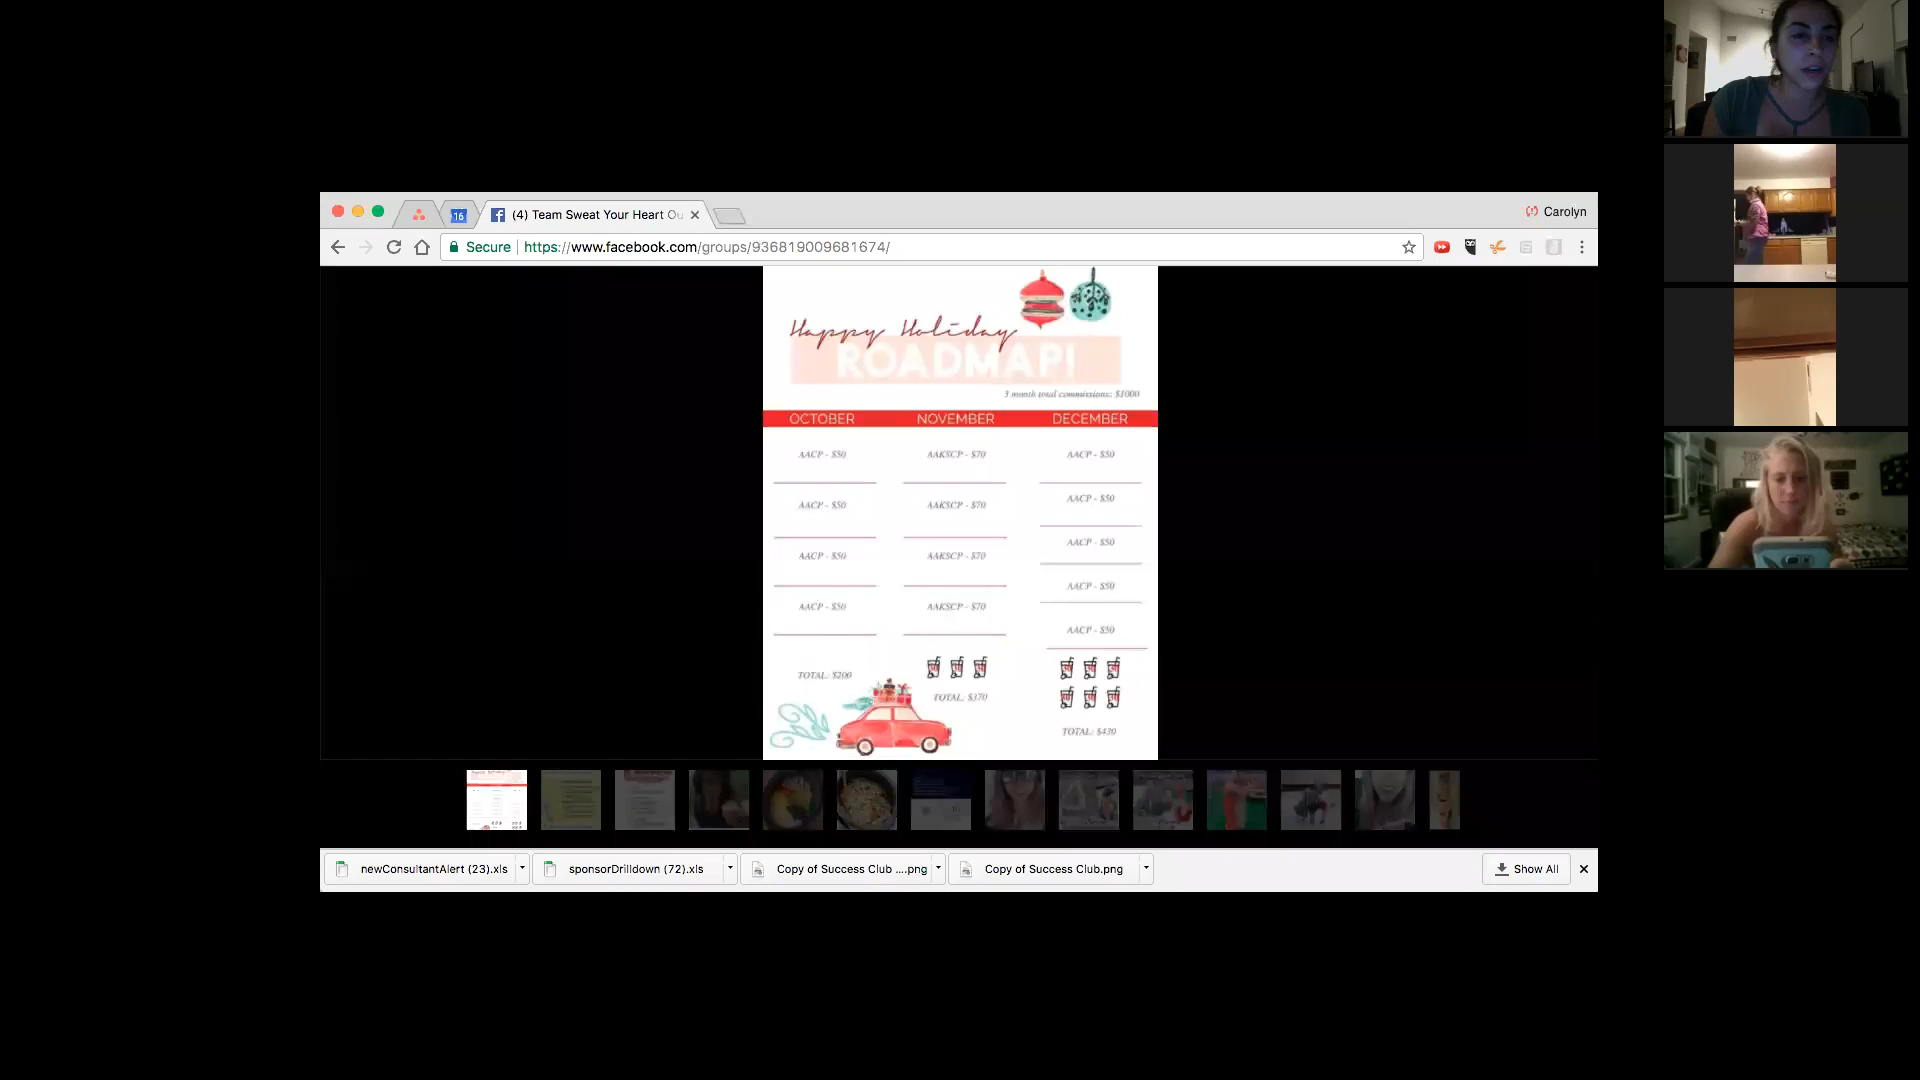 16
(4) Team Sweat Your Heart Ou
Carolyn
Secure
https://www.facebook.com/groups/936819009681674/
Happy Holiday
ROADMAP!
3 month total commissions: $1000
OCTOBER NOVEMBER DECEMBER
AACP - $50 AAKSCP - $70 AACP - $50
AACP - $50 AAKSCP - $70 AACP - $50
AACP - $50 AAKSCP - $70 AACP - $50
AACP - $50 AAKSCP - $70 AACP - $50
AACP - $50
TOTAL: $200 TOTAL: $370 TOTAL: $430
newConsultantAlert (23).xls sponsorDrilldown (72).xls Copy of Success Club ....png Copy of Success Club.png Show All